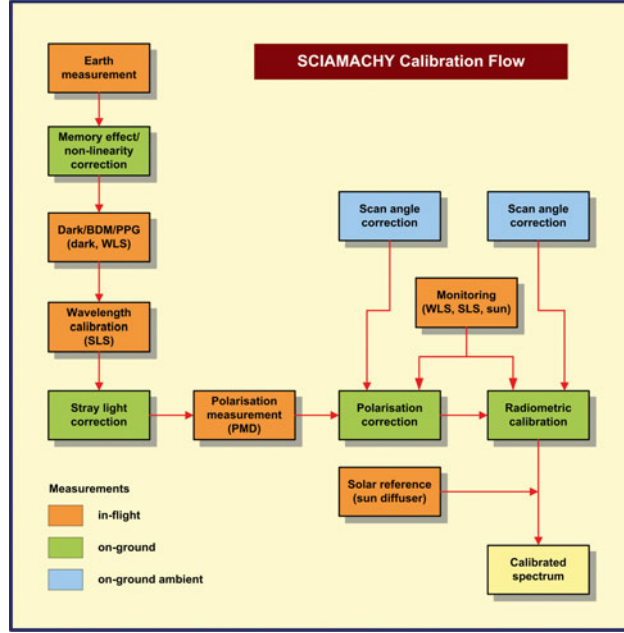 SCIAMACHY Calibration Flow
Earth
measurement
Memory effect/
non-linearity
correction
Dark/BDM/PPG
(dark, WLS)
Wavelength
calibration
(SLS)
Stray light
correction
Polarisation
measurement
(PMD)
Scan angle
correction
Scan angle
correction
Monitoring
(WLS, SLS, sun)
Polarisation
correction
Radiometric
calibration
Solar reference
(sun diffuser)
Calibrated
spectrum
Measurements
in-flight
on-ground
on-ground ambient